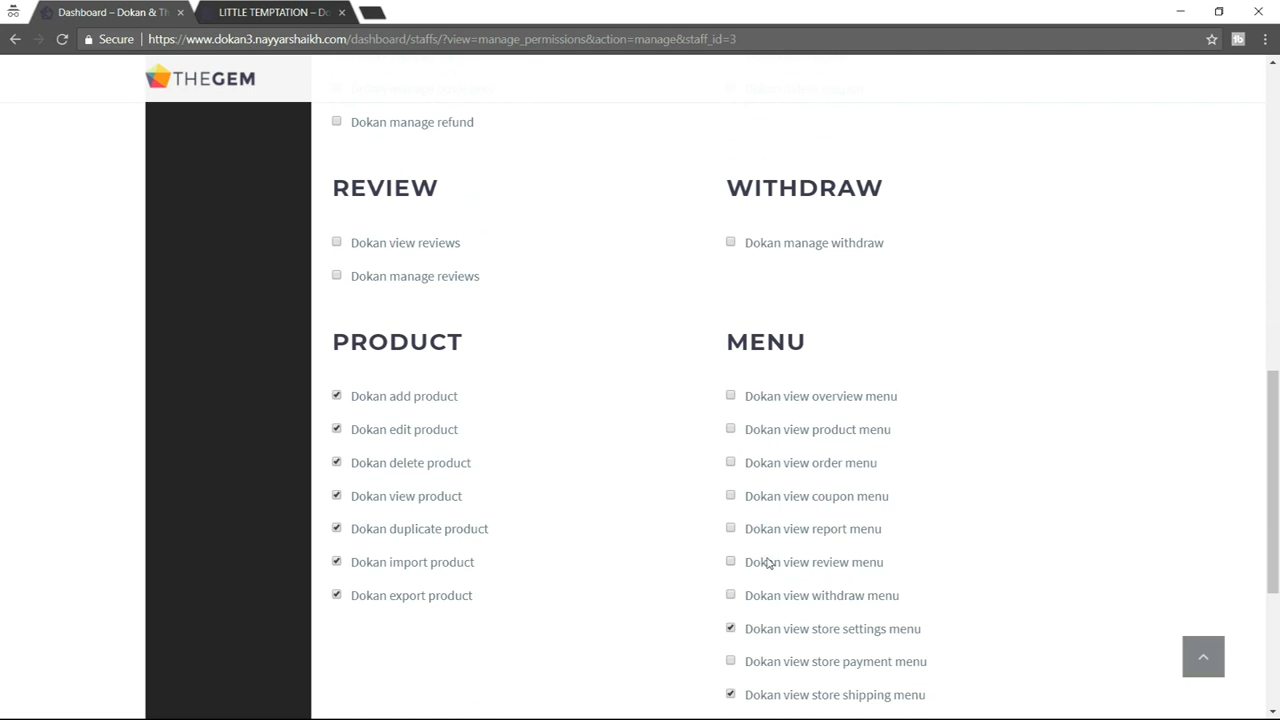 Dashboard – Dokan & Th
LITTLE TEMPTATION – Do
Secure
https://www.dokan3.nayyarshaikh.com/dashboard/staffs/?view=manage_permissions&action=manage&staff_id=3
THEGEM
Dokan manage refund
REVIEW
Dokan view reviews
Dokan manage reviews
WITHDRAW
Dokan manage withdraw
PRODUCT
Dokan add product
Dokan edit product
Dokan delete product
Dokan view product
Dokan duplicate product
Dokan import product
Dokan export product
MENU
Dokan view overview menu
Dokan view product menu
Dokan view order menu
Dokan view coupon menu
Dokan view report menu
Dokan view review menu
Dokan view withdraw menu
Dokan view store settings menu
Dokan view store payment menu
Dokan view store shipping menu